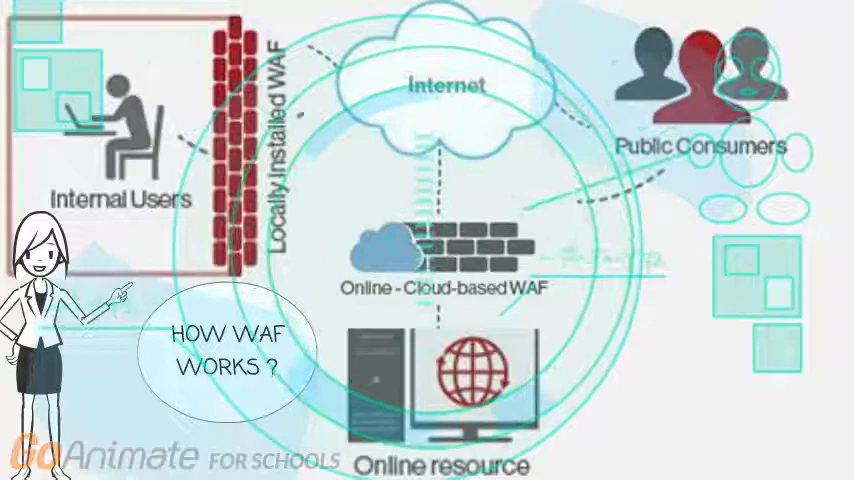 Internet
Locally Installed WAF
Public Consumers
Internal Users
Online - Cloud-based WAF
HOW WAF
WORKS ?
GoAnimate FOR SCHOOLS
Online resource